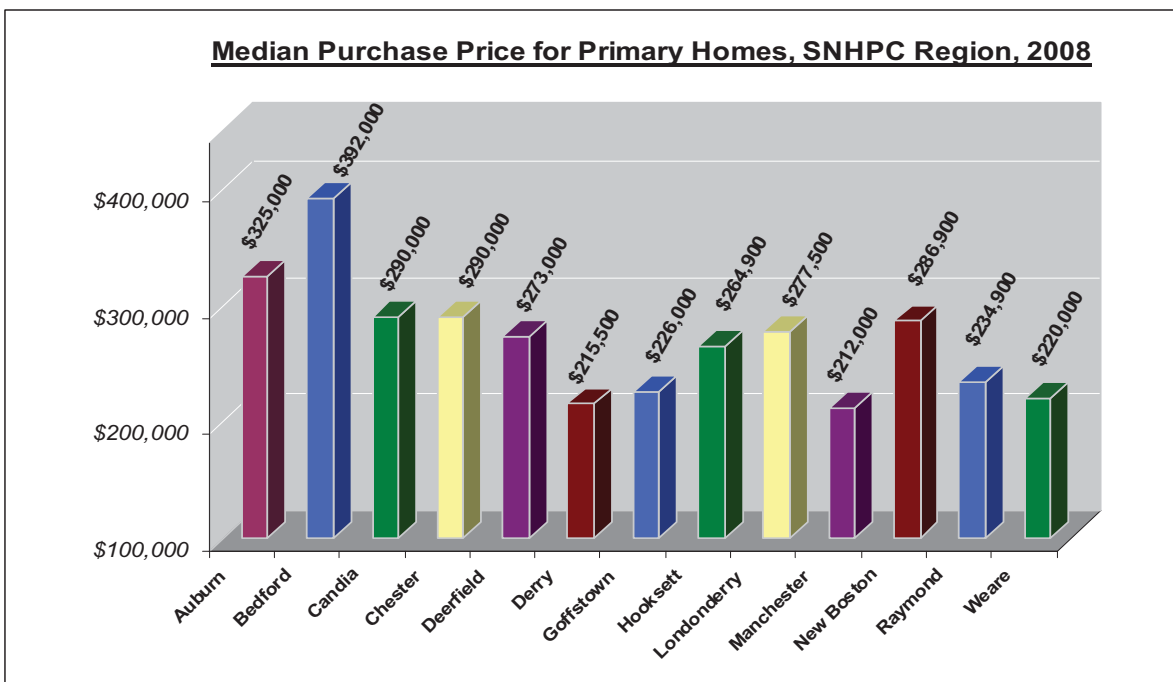 Median Purchase Price for Primary Homes, SNHPC Region, 2008
$400,000
$300,000
$200,000
$100,000
$325,000
$392,000
$290,000
$290,000
$273,000
$215,500
$226,000
$264,900
$277,500
$212,000
$286,900
$234,900
$220,000
Auburn
Bedford
Candia
Chester
Deerfield
Derry
Goffstown
Hooksett
Londonderry
Manchester
New Boston
Raymond
Weare